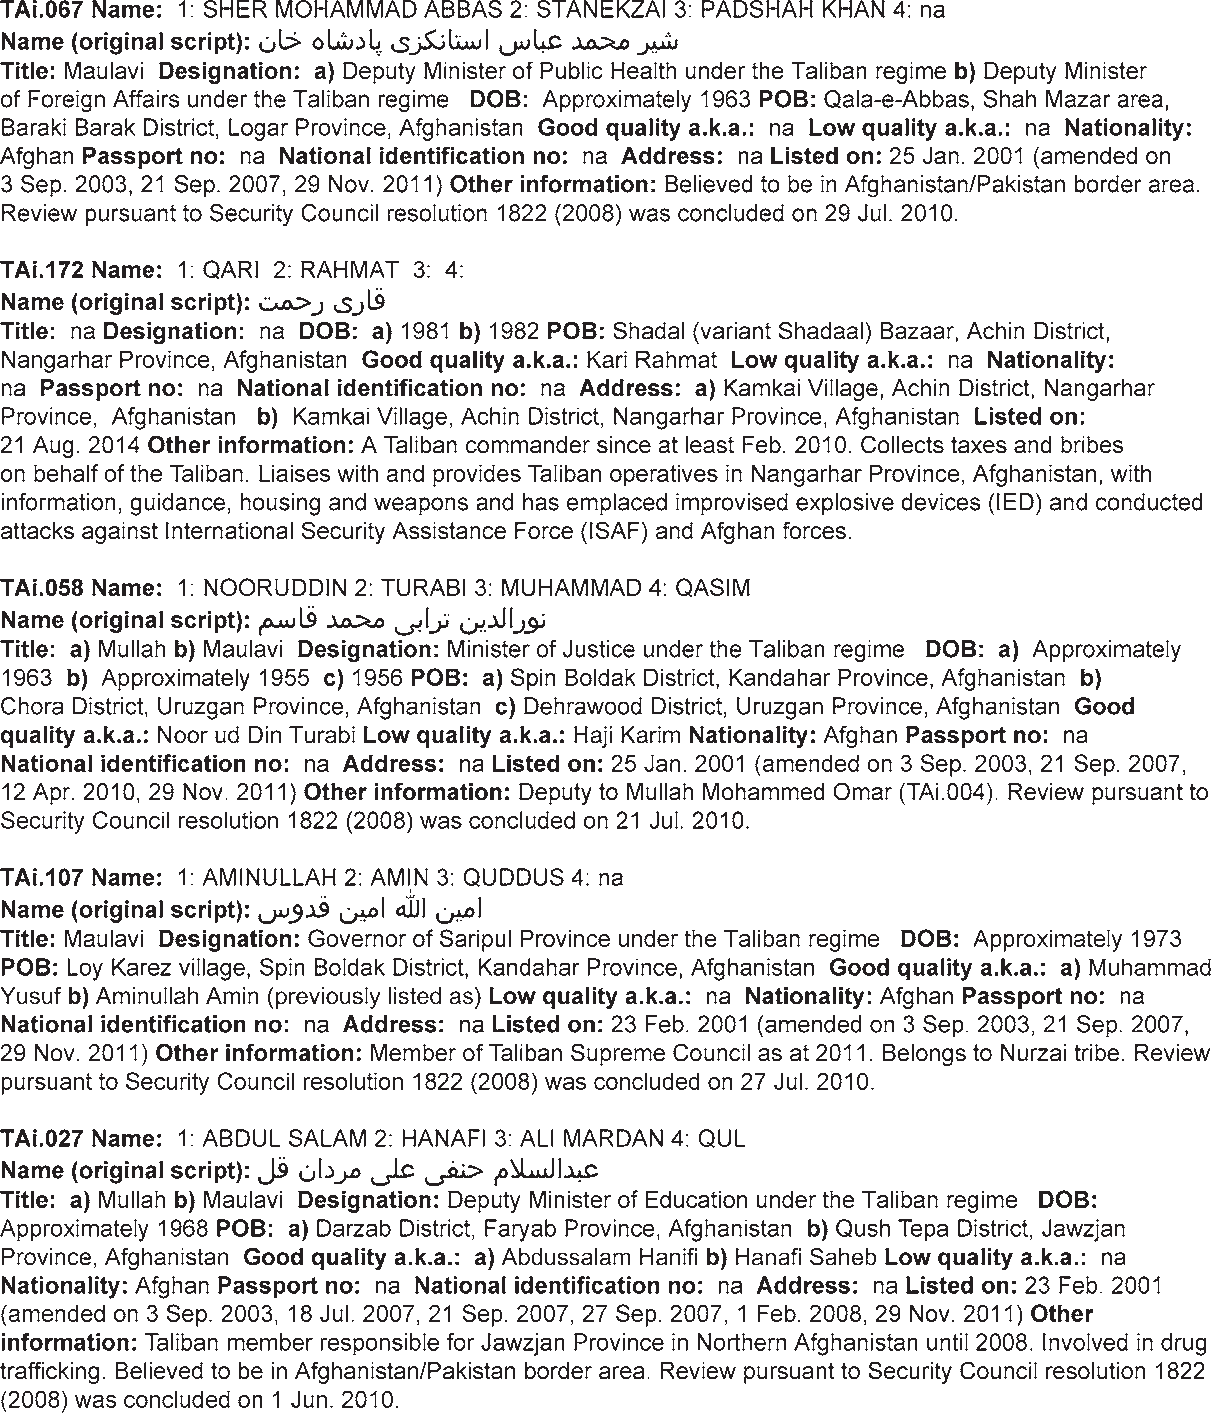 TAi.067 Name: 1: SHER MOHAMMAD ABBAS 2: STANEKZAI 3: PADSHAH KHAN 4: na
Name (original script): شیر محمد عباس استانکزی پادشاه خان
Title: Maulavi Designation: a) Deputy Minister of Public Health under the Taliban regime b) Deputy Minister
of Foreign Affairs under the Taliban regime DOB: Approximately 1963 POB: Qala-e-Abbas, Shah Mazar area,
Baraki Barak District, Logar Province, Afghanistan Good quality a.k.a.: na Low quality a.k.a.: na Nationality:
Afghan Passport no: na National identification no: na Address: na Listed on: 25 Jan. 2001 (amended on
3 Sep. 2003, 21 Sep. 2007, 29 Nov. 2011) Other information: Believed to be in Afghanistan/Pakistan border area.
Review pursuant to Security Council resolution 1822 (2008) was concluded on 29 Jul. 2010.
TAi.172 Name: 1: QARI 2: RAHMAT 3: 4:
Name (original script): قاری رحمت
Title: na Designation: na DOB: a) 1981 b) 1982 POB: Shadal (variant Shadaal) Bazaar, Achin District,
Nangarhar Province, Afghanistan Good quality a.k.a.: Kari Rahmat Low quality a.k.a.: na Nationality:
na Passport no: na National identification no: na Address: a) Kamkai Village, Achin District, Nangarhar
Province, Afghanistan b) Kamkai Village, Achin District, Nangarhar Province, Afghanistan Listed on:
21 Aug. 2014 Other information: A Taliban commander since at least Feb. 2010. Collects taxes and bribes
on behalf of the Taliban. Liaises with and provides Taliban operatives in Nangarhar Province, Afghanistan, with
information, guidance, housing and weapons and has emplaced improvised explosive devices (IED) and conducted
attacks against International Security Assistance Force (ISAF) and Afghan forces.
TAi.058 Name: 1: NOORUDDIN 2: TURABI 3: MUHAMMAD 4: QASIM
Name (original script): نورالدین ترابی محمد قاسم
Title: a) Mullah b) Maulavi Designation: Minister of Justice under the Taliban regime DOB: a) Approximately
1963 b) Approximately 1955 c) 1956 POB: a) Spin Boldak District, Kandahar Province, Afghanistan b)
Chora District, Uruzgan Province, Afghanistan c) Dehrawood District, Uruzgan Province, Afghanistan Good
quality a.k.a.: Noor ud Din Turabi Low quality a.k.a.: Haji Karim Nationality: Afghan Passport no: na
National identification no: na Address: na Listed on: 25 Jan. 2001 (amended on 3 Sep. 2003, 21 Sep. 2007,
12 Apr. 2010, 29 Nov. 2011) Other information: Deputy to Mullah Mohammed Omar (TAi.004). Review pursuant to
Security Council resolution 1822 (2008) was concluded on 21 Jul. 2010.
TAi.107 Name: 1: AMINULLAH 2: AMIN 3: QUDDUS 4: na
Name (original script): امین الله امین قدوس
Title: Maulavi Designation: Governor of Saripul Province under the Taliban regime DOB: Approximately 1973
POB: Loy Karez village, Spin Boldak District, Kandahar Province, Afghanistan Good quality a.k.a.: a) Muhammad
Yusuf b) Aminullah Amin (previously listed as) Low quality a.k.a.: na Nationality: Afghan Passport no: na
National identification no: na Address: na Listed on: 23 Feb. 2001 (amended on 3 Sep. 2003, 21 Sep. 2007,
29 Nov. 2011) Other information: Member of Taliban Supreme Council as at 2011. Belongs to Nurzai tribe. Review
pursuant to Security Council resolution 1822 (2008) was concluded on 27 Jul. 2010.
TAi.027 Name: 1: ABDUL SALAM 2: HANAFI 3: ALI MARDAN 4: QUL
Name (original script): عبدالسلام حنفی علی مردان قل
Title: a) Mullah b) Maulavi Designation: Deputy Minister of Education under the Taliban regime DOB:
Approximately 1968 POB: a) Darzab District, Faryab Province, Afghanistan b) Qush Tepa District, Jawzjan
Province, Afghanistan Good quality a.k.a.: a) Abdussalam Hanifi b) Hanafi Saheb Low quality a.k.a.: na
Nationality: Afghan Passport no: na National identification no: na Address: na Listed on: 23 Feb. 2001
(amended on 3 Sep. 2003, 18 Jul. 2007, 21 Sep. 2007, 27 Sep. 2007, 1 Feb. 2008, 29 Nov. 2011) Other
information: Taliban member responsible for Jawzjan Province in Northern Afghanistan until 2008. Involved in drug
trafficking. Believed to be in Afghanistan/Pakistan border area. Review pursuant to Security Council resolution 1822
(2008) was concluded on 1 Jun. 2010.